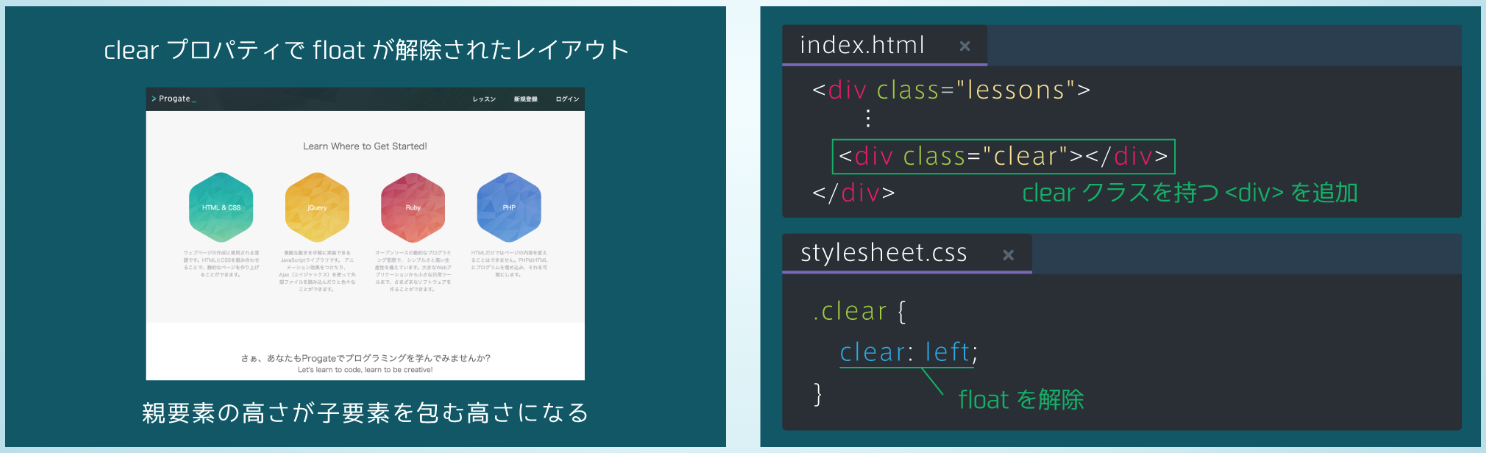 clear プロパティで float が解除されたレイアウト
> Progate_
レッスン 新規登録 ログイン
Learn Where to Get Started!
HTML & CSS
jQuery
Ruby
PHP
さぁ、あなたもProgateでプログラミングを学んでみませんか?
Let's learn to code, learn to be creative!
親要素の高さが子要素を包む高さになる
index.html ×
<div class="lessons">
⋮
<div class="clear"></div>
</div>
clear クラスを持つ <div> を追加
stylesheet.css ×
.clear {
clear: left;
}
float を解除